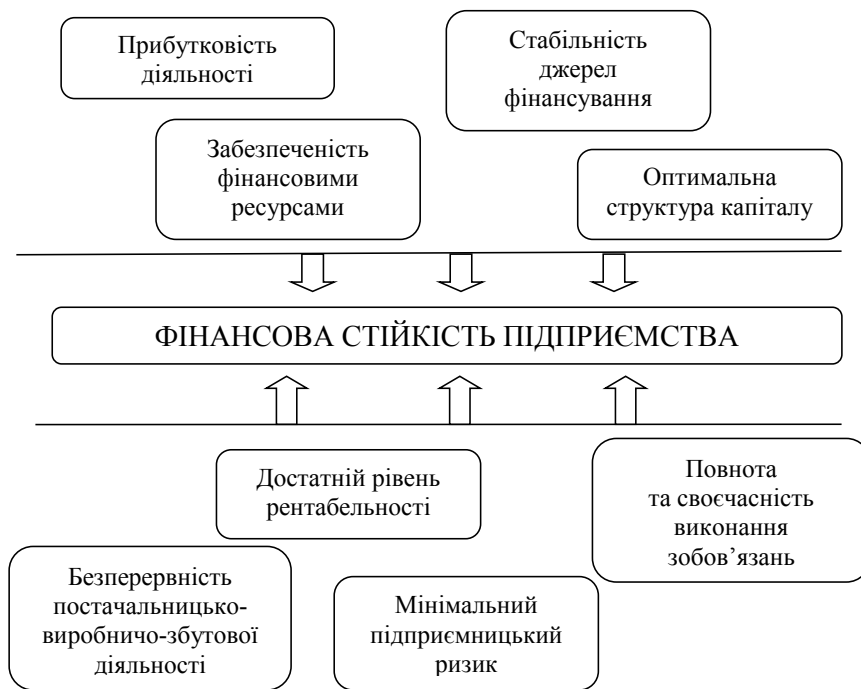 Прибутковість
діяльності
Стабільність
джерел
фінансування
Забезпеченість
фінансовими
ресурсами
Оптимальна
структура капіталу
ФІНАНСОВА СТІЙКІСТЬ ПІДПРИЄМСТВА
Достатній рівень
рентабельності
Повнота
та своєчасність
виконання
зобов’язань
Безперервність
постачальницько-
виробничо-збутової
діяльності
Мінімальний
підприємницький
ризик